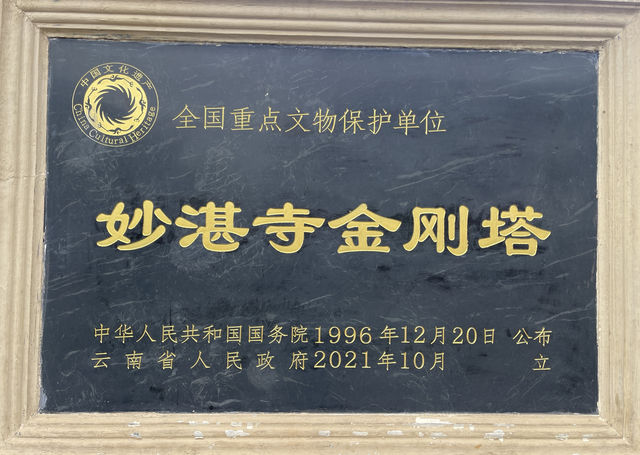 中国文化遗产
China Cultural Heritage
全国重点文物保护单位
妙湛寺金刚塔
中华人民共和国国务院1996年12月20日 公布
云南省人民政府2021年10月 立